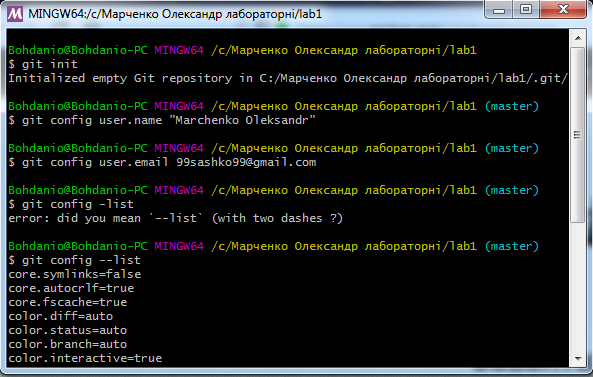 MINGW64:/c/Марченко Олександр лабораторні/lab1
Bohdanio@Bohdanio-PC MINGW64 /c/Марченко Олександр лабораторні/lab1
$ git init
Initialized empty Git repository in C:/Марченко Олександр лабораторні/lab1/.git/
Bohdanio@Bohdanio-PC MINGW64 /c/Марченко Олександр лабораторні/lab1 (master)
$ git config user.name "Marchenko Oleksandr"
Bohdanio@Bohdanio-PC MINGW64 /c/Марченко Олександр лабораторні/lab1 (master)
$ git config user.email 99sashko99@gmail.com
Bohdanio@Bohdanio-PC MINGW64 /c/Марченко Олександр лабораторні/lab1 (master)
$ git config -list
error: did you mean `--list` (with two dashes ?)
Bohdanio@Bohdanio-PC MINGW64 /c/Марченко Олександр лабораторні/lab1 (master)
$ git config --list
core.symlinks=false
core.autocrlf=true
core.fscache=true
color.diff=auto
color.status=auto
color.branch=auto
color.interactive=true